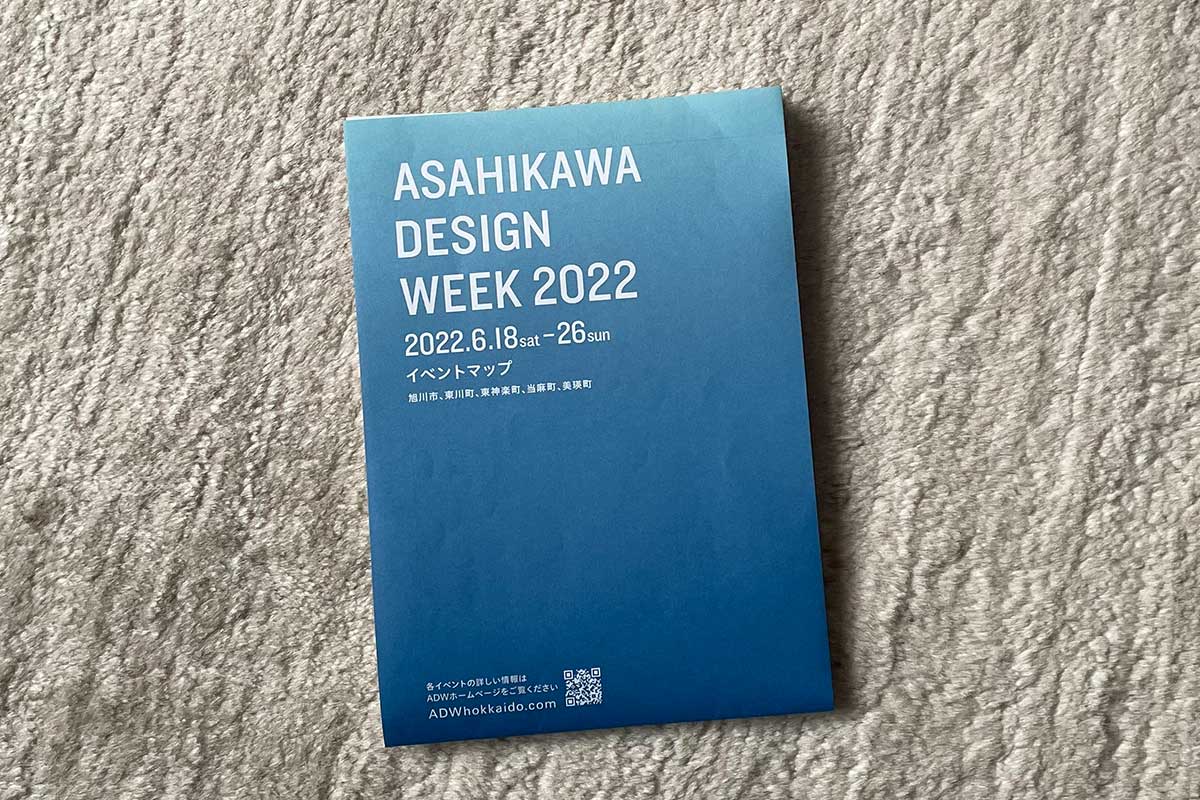 ASAHIKAWA
DESIGN
WEEK 2022
2022.6.18sat–26sun
イベントマップ
旭川市、東川町、東神楽町、当麻町、美瑛町
各イベントの詳しい情報は
ADWホームページをご覧ください
ADWhokkaido.com